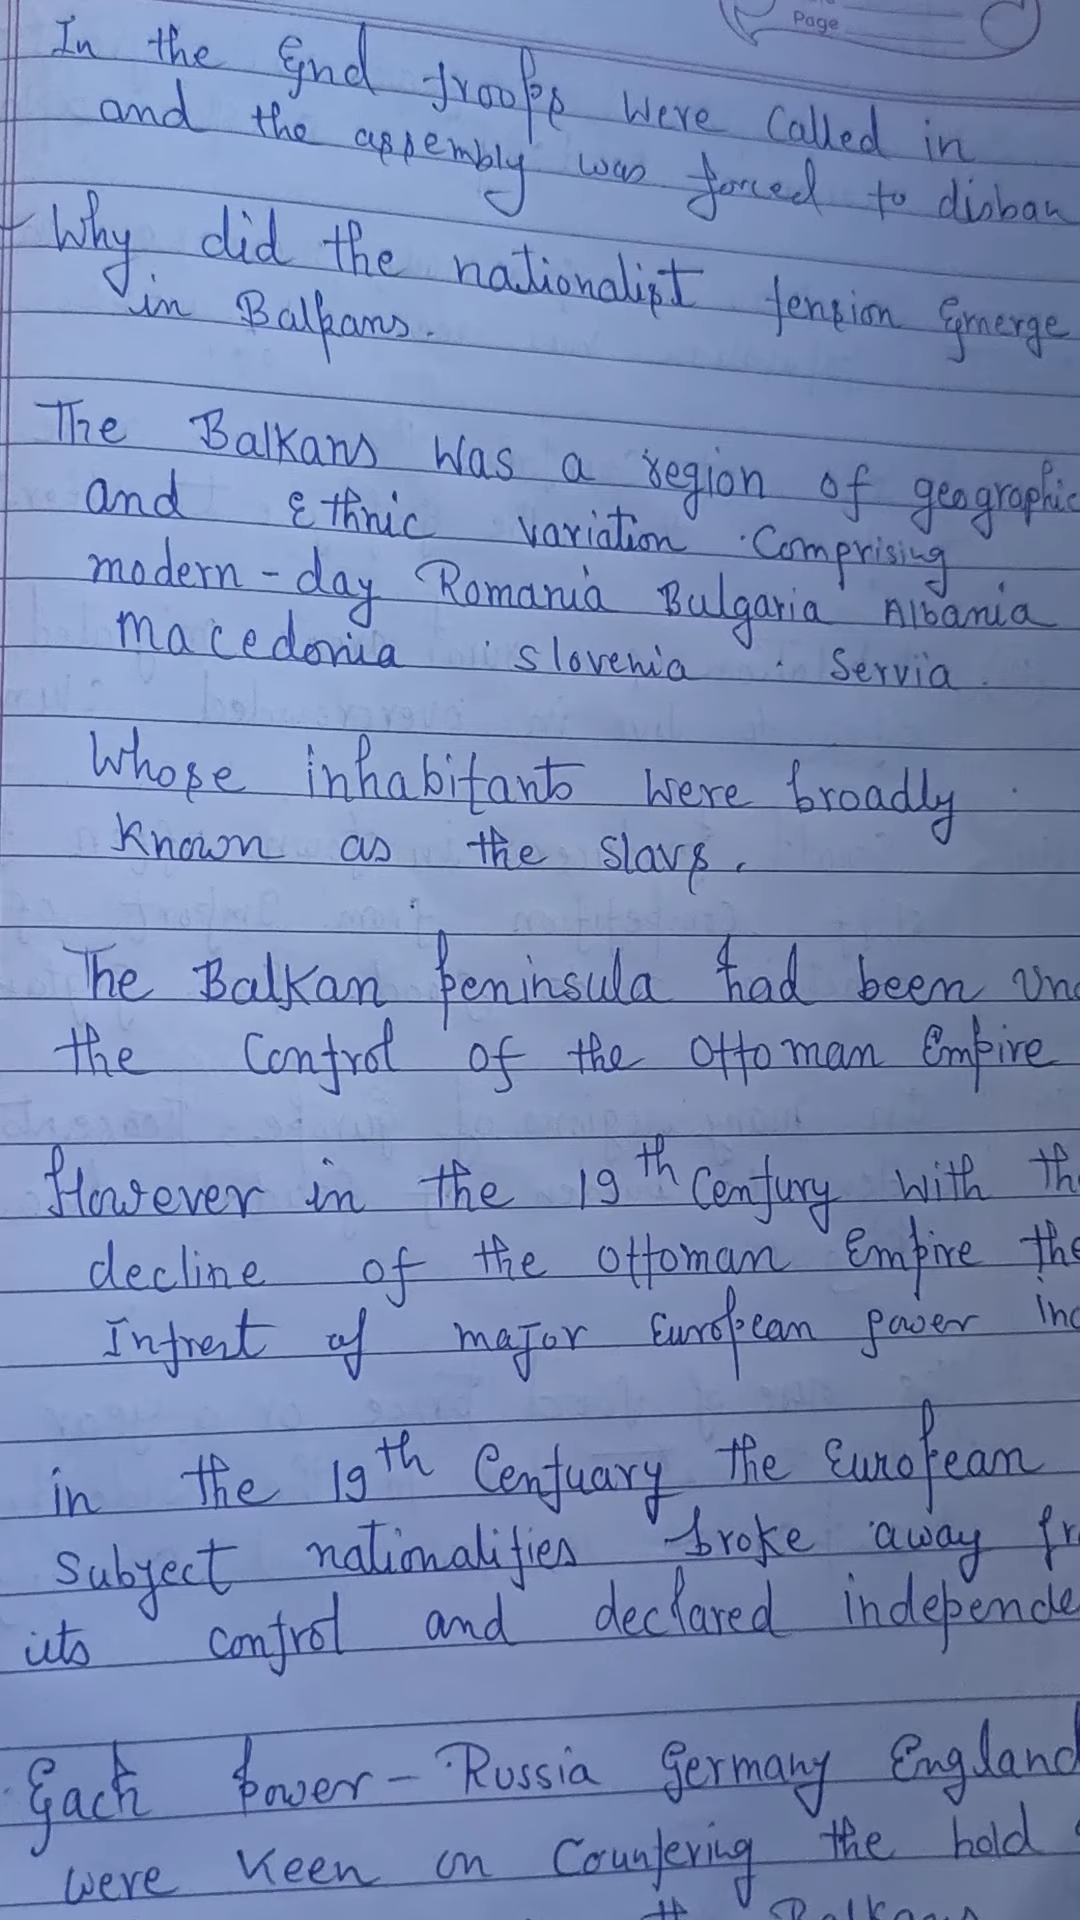 Page
In the End troops were called in
and the assembly was forced to disban
Why did the nationalist tension Emerge
in Balkans.
The Balkans was a region of geographic
and Ethnic variation Comprising
modern-day Romania Bulgaria Albania
Macedonia slovenia Servia
Whose inhabitants were broadly
known as the slavs.
The Balkan peninsula had been und
the Control of the Ottoman Empire
However in the 19th Century with th
decline of the Ottoman Empire the
Intrest of major European power inc
in the 19th Centuary the European
subject nationalities broke away fr
its control and declared independe
Each power - Russia Germany England
were keen on Countering the hold
Balkans